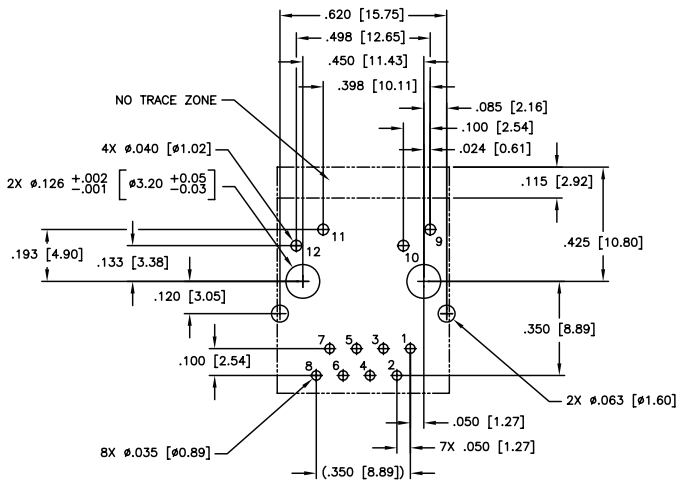 .620 [15.75]
.498 [12.65]
.450 [11.43]
.398 [10.11]
NO TRACE ZONE
.085 [2.16]
.100 [2.54]
.024 [0.61]
4X ø.040 [ø1.02]
2X ø.126 +.002 -.001 [ø3.20 +0.05 -0.03]
.115 [2.92]
.425 [10.80]
11
9
12
10
.193 [4.90]
.133 [3.38]
.120 [3.05]
.350 [8.89]
7 5 3 1
8 6 4 2
.100 [2.54]
2X ø.063 [ø1.60]
.050 [1.27]
8X ø.035 [ø0.89]
7X .050 [1.27]
(.350 [8.89])